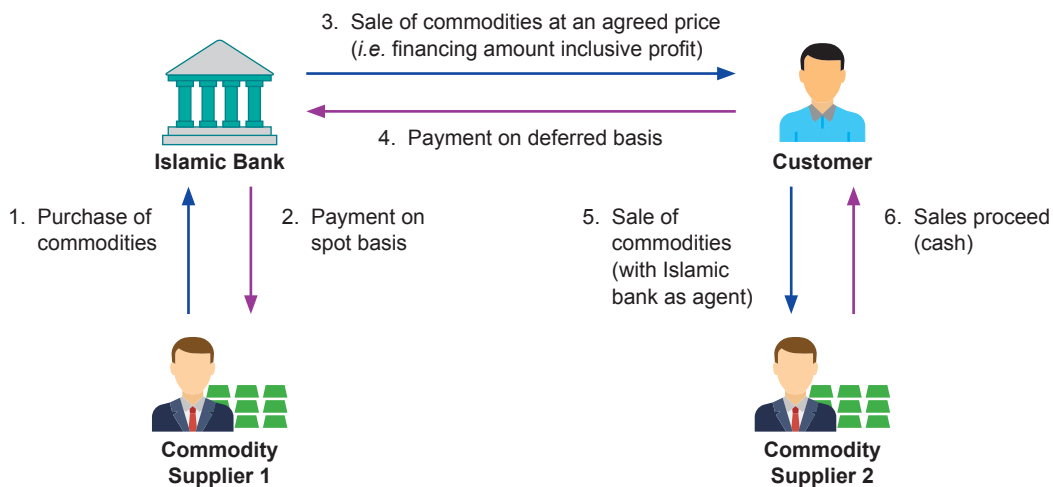 3. Sale of commodities at an agreed price
(i.e. financing amount inclusive profit)
4. Payment on deferred basis
Islamic Bank
Customer
1. Purchase of
commodities
2. Payment on
spot basis
5. Sale of
commodities
(with Islamic
bank as agent)
6. Sales proceed
(cash)
Commodity
Supplier 1
Commodity
Supplier 2